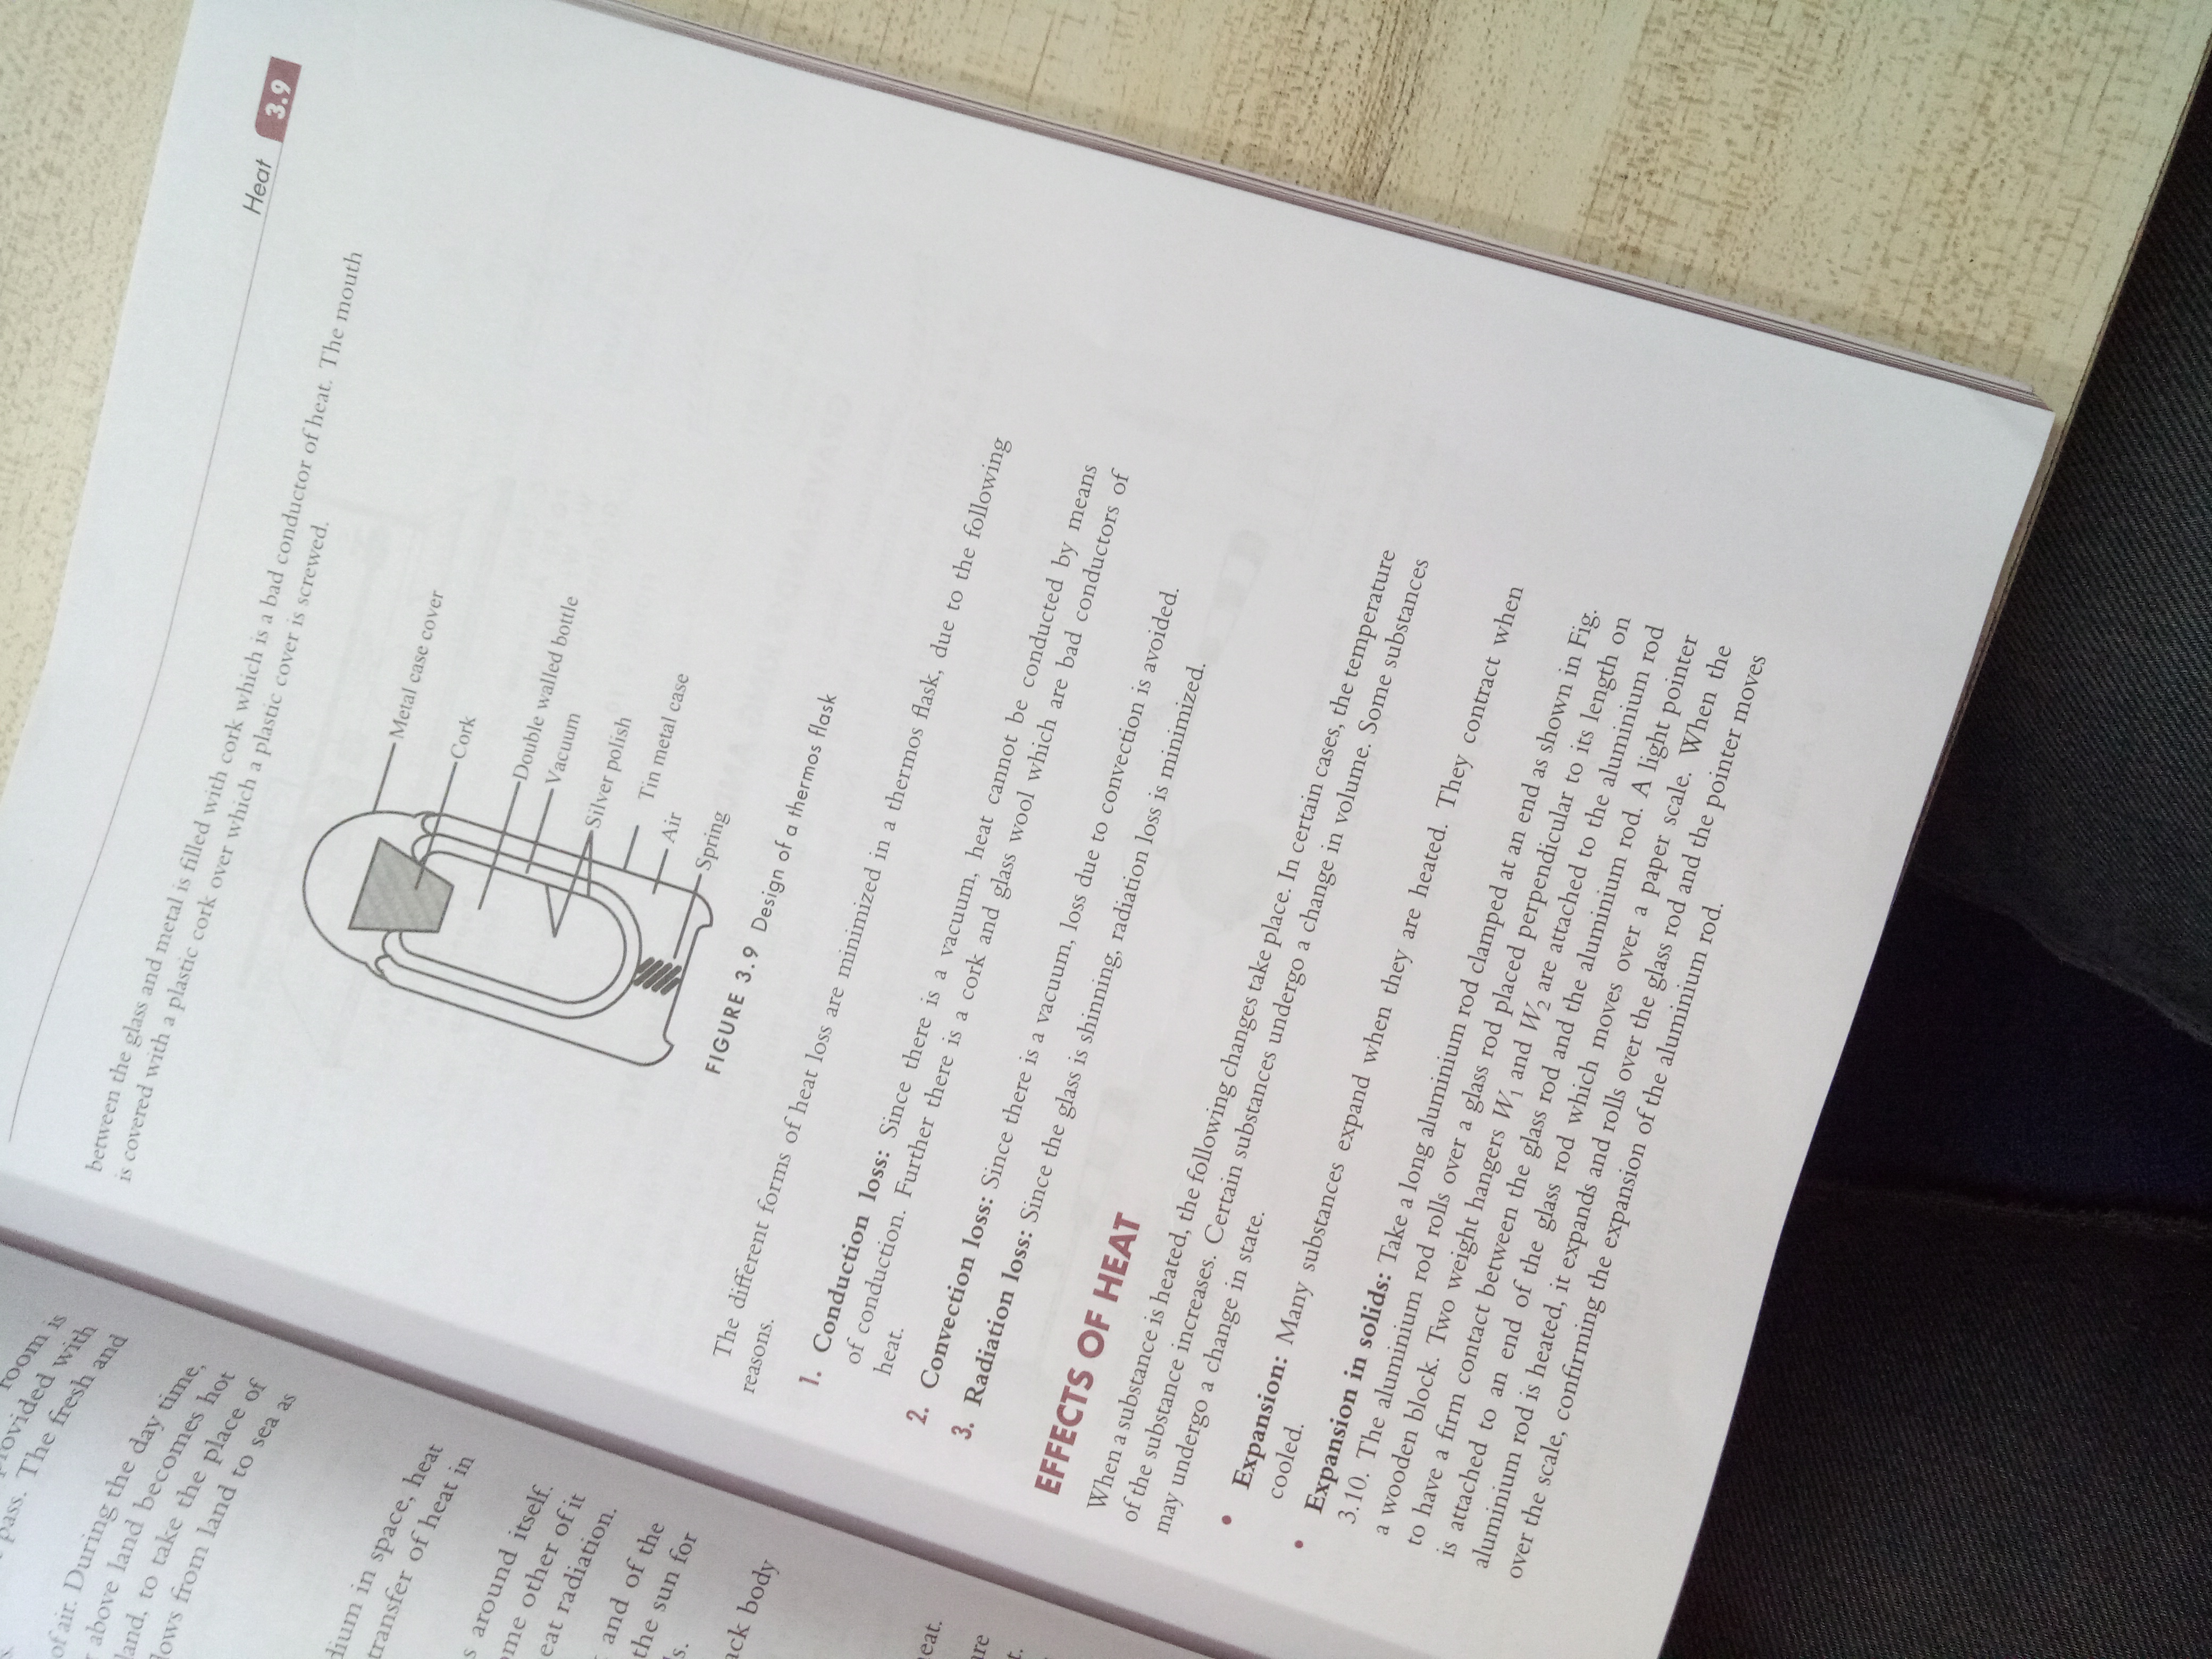 room is
provided with
pass. The fresh and
of air. During the day time,
above land becomes hot
land, to take the place of
lows from land to sea as
dium in space, heat
transfer of heat in
s around itself.
me other of it
eat radiation.
and of the
the sun for
s.
ack body
eat.
are
t.
Heat 3.9
between the glass and metal is filled with cork which is a bad conductor of heat. The mouth
is covered with a plastic cork over which a plastic cover is screwed.
Metal case cover
Cork
Double walled bottle
Vacuum
Silver polish
Tin metal case
Air
Spring
FIGURE 3.9 Design of a thermos flask
The different forms of heat loss are minimized in a thermos flask, due to the following
reasons.
1. Conduction loss: Since there is a vacuum, heat cannot be conducted by means
of conduction. Further there is a cork and glass wool which are bad conductors of
heat.
2. Convection loss: Since there is a vacuum, loss due to convection is avoided.
3. Radiation loss: Since the glass is shinning, radiation loss is minimized.
EFFECTS OF HEAT
When a substance is heated, the following changes take place. In certain cases, the temperature
of the substance increases. Certain substances undergo a change in volume. Some substances
may undergo a change in state.
• Expansion: Many substances expand when they are heated. They contract when
cooled.
• Expansion in solids: Take a long aluminium rod clamped at an end as shown in Fig.
3.10. The aluminium rod rolls over a glass rod placed perpendicular to its length on
a wooden block. Two weight hangers W1 and W2 are attached to the aluminium rod
to have a firm contact between the glass rod and the aluminium rod. A light pointer
is attached to an end of the glass rod which moves over a paper scale. When the
aluminium rod is heated, it expands and rolls over the glass rod and the pointer moves
over the scale, confirming the expansion of the aluminium rod.